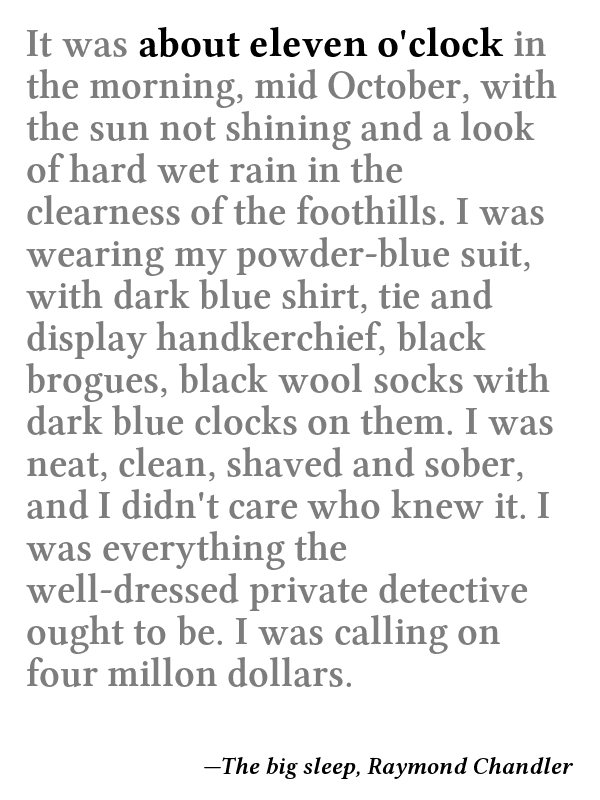 It was about eleven o'clock in
the morning, mid October, with
the sun not shining and a look
of hard wet rain in the
clearness of the foothills. I was
wearing my powder-blue suit,
with dark blue shirt, tie and
display handkerchief, black
brogues, black wool socks with
dark blue clocks on them. I was
neat, clean, shaved and sober,
and I didn't care who knew it. I
was everything the
well-dressed private detective
ought to be. I was calling on
four millon dollars.
—The big sleep, Raymond Chandler